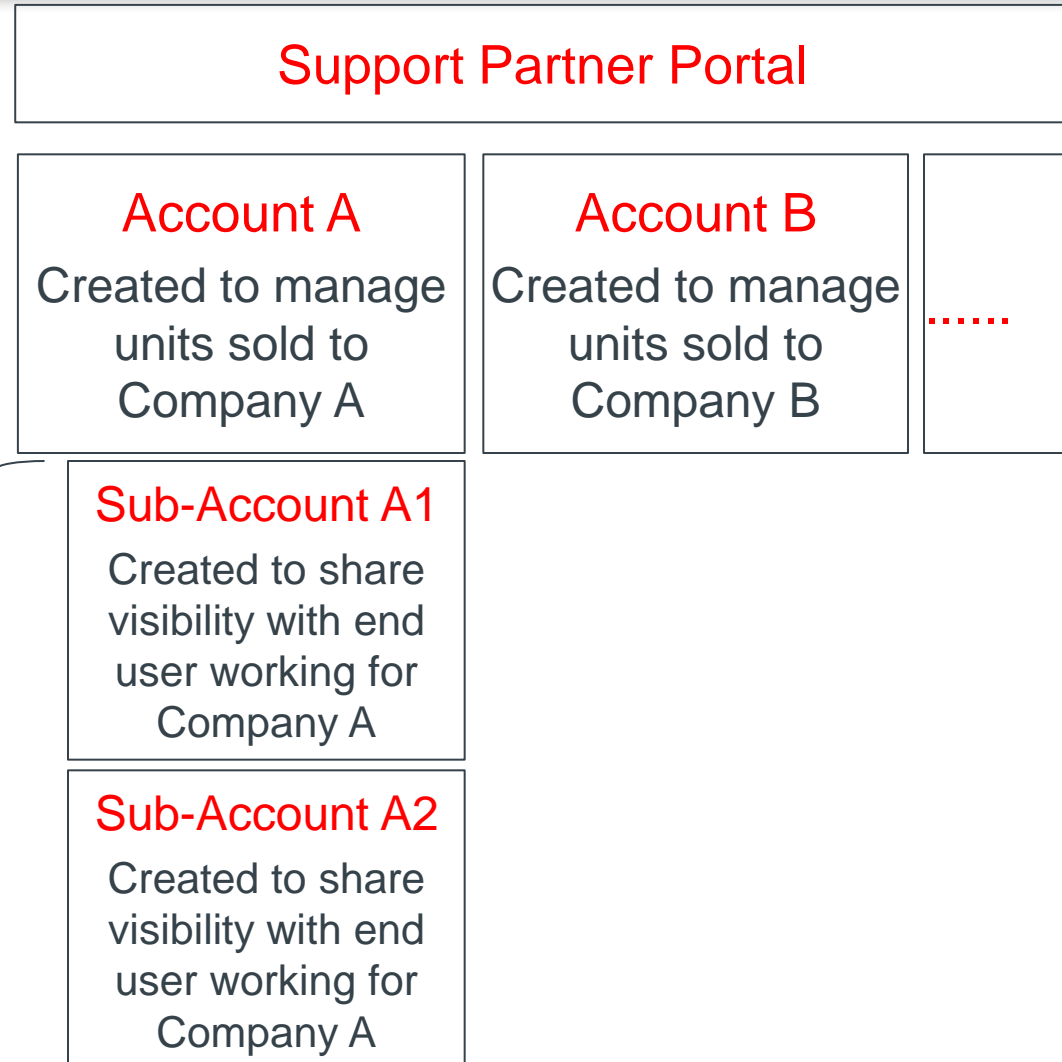 Support Partner Portal
Account A
Created to manage
units sold to
Company A
Account B
Created to manage
units sold to
Company B
.......
Sub-Account A1
Created to share
visibility with end
user working for
Company A
Sub-Account A2
Created to share
visibility with end
user working for
Company A